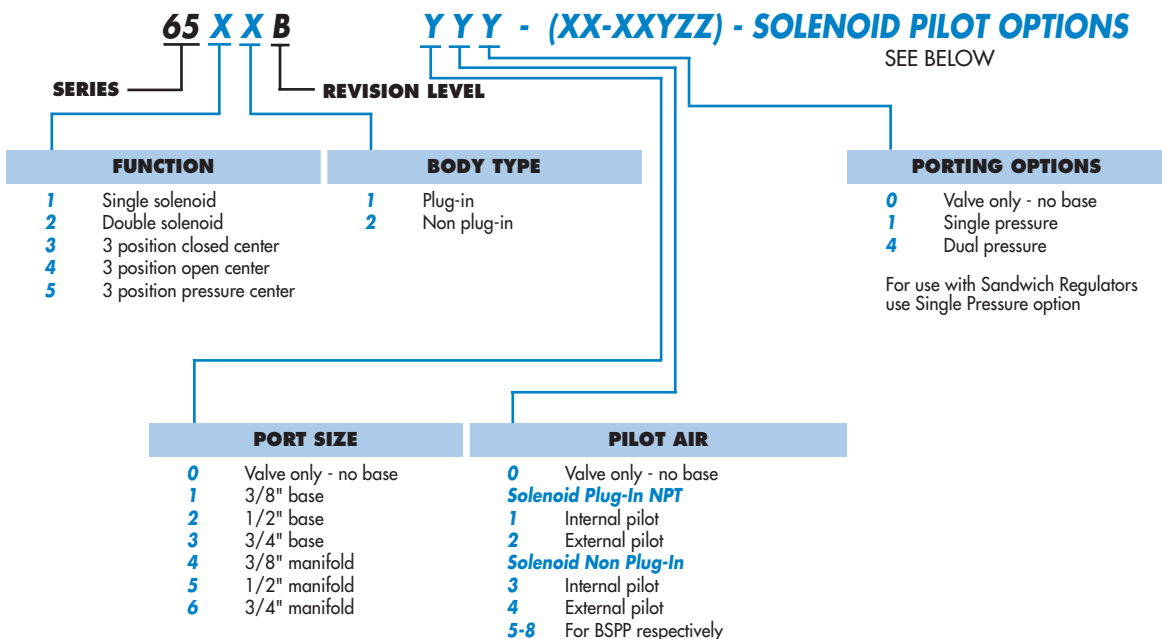 65 X X B YYY - (XX-XXYZZ) - SOLENOID PILOT OPTIONS
SEE BELOW
SERIES
REVISION LEVEL
FUNCTION
1 Single solenoid
2 Double solenoid
3 3 position closed center
4 3 position open center
5 3 position pressure center
BODY TYPE
1 Plug-in
2 Non plug-in
PORTING OPTIONS
0 Valve only - no base
1 Single pressure
4 Dual pressure
For use with Sandwich Regulators
use Single Pressure option
PORT SIZE
0 Valve only - no base
1 3/8" base
2 1/2" base
3 3/4" base
4 3/8" manifold
5 1/2" manifold
6 3/4" manifold
PILOT AIR
0 Valve only - no base
Solenoid Plug-In NPT
1 Internal pilot
2 External pilot
Solenoid Non Plug-In
3 Internal pilot
4 External pilot
5-8 For BSPP respectively